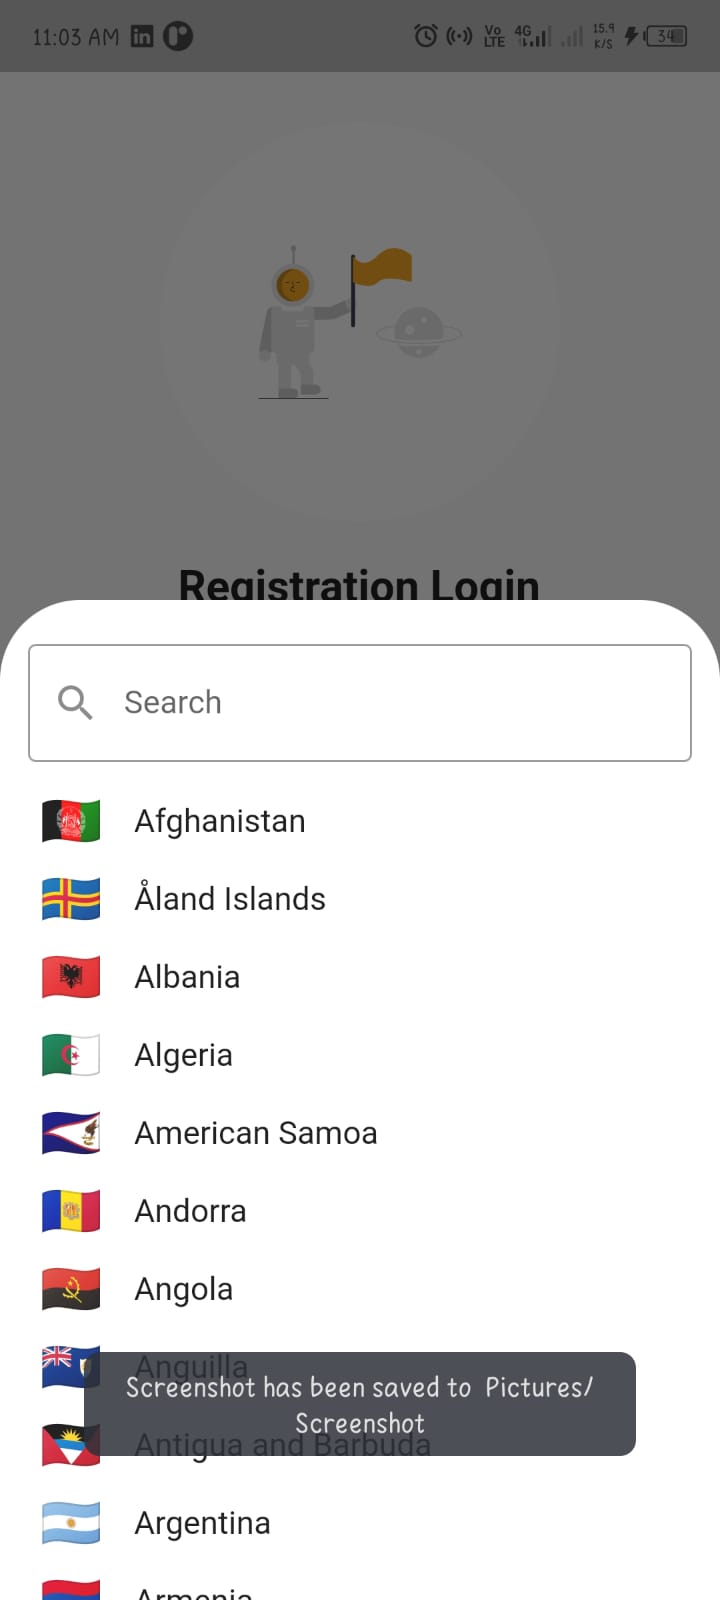 11:03 AM
Vo LTE 4G 15.9 K/S 34
Registration Login
Search
Afghanistan
Åland Islands
Albania
Algeria
American Samoa
Andorra
Angola
Anguilla
Screenshot has been saved to Pictures/
Screenshot
Antigua and Barbuda
Argentina
Armenia